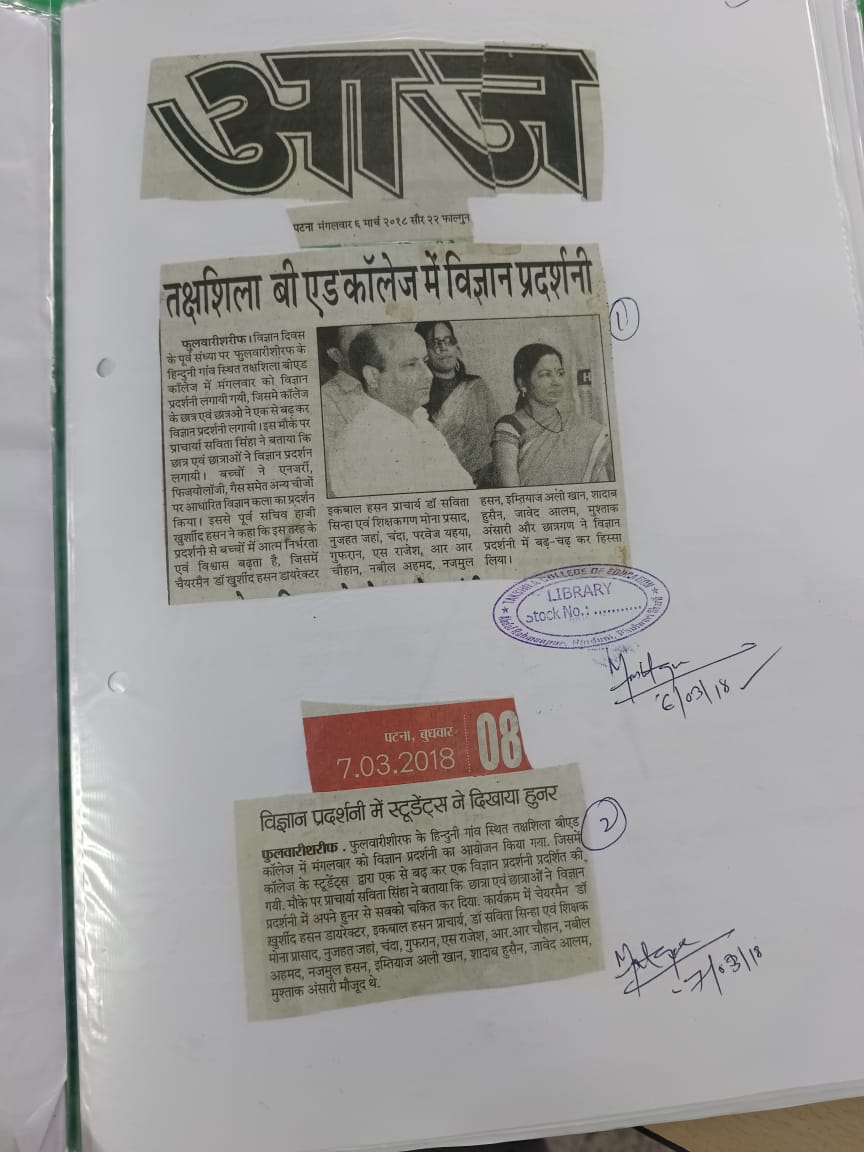 आज
पटना मंगलवार ६ मार्च २०१८ सौर २२ फाल्गुन
तक्षशिला बी एड कॉलेज में विज्ञान प्रदर्शनी
1
फुलवारीशरीफ। विज्ञान दिवस
के पूर्व संध्या पर फुलवारीशीरफ के
हिन्दुनी गांव स्थित तक्षशिला बीएड
कॉलेज में मंगलवार को विज्ञान
प्रदर्शनी लगायी गयी, जिसमे कॉलेज
के छात्र एवं छात्राओ ने एक से बढ़ कर
विज्ञान प्रदर्शनी लगायी। इस मौके पर
प्राचार्या सविता सिंहा ने बताया कि
छात्र एवं छात्राओं ने विज्ञान प्रदर्शन
लगायी। बच्चों ने एनर्जी,
फिजयोलॉजी, गैस समेत अन्य चीजों
पर आधारित विज्ञान कला का प्रदर्शन
किया। इससे पूर्व सचिव हाजी
खुर्शीद हसन ने कहा कि इस तरह के
प्रदर्शनी से बच्चों में आत्म निर्भरता
एवं विश्वास बढ़ता है, जिसमें
चैयरमैन डॉ खुर्शिद हसन डायरेक्टर
इकबाल हसन प्राचार्य डॉ सविता
सिन्हा एवं शिक्षकगण मोना प्रसाद,
नुजहत जहां, चंदा, परवेज यहया,
गुफरान, एस राजेश, आर आर
चौहान, नबील अहमद, नजमुल
हसन, इम्तियाज अली खान, शादाब
हुसैन, जावेद आलम, मुश्ताक
अंसारी और छात्रगण ने विज्ञान
प्रदर्शनी में बढ़-चढ़ कर हिस्सा
लिया।
COLLEGE OF EDUCATION
LIBRARY
Stock No.: ...........
6/03/18
पटना, बुधवार
7.03.2018
08
विज्ञान प्रदर्शनी में स्टूडेंट्स ने दिखाया हुनर
2
फुलवारीशरीफ . फुलवारीशीरफ के हिन्दुनी गांव स्थित तक्षशिला बीएड
कॉलेज में मंगलवार को विज्ञान प्रदर्शनी का आयोजन किया गया. जिसमें
कॉलेज के स्टूडेंट्स द्वारा एक से बढ़ कर एक विज्ञान प्रदर्शनी प्रदर्शित की
गयी. मौके पर प्राचार्या सविता सिंहा ने बताया कि छात्रा एवं छात्राओं ने विज्ञान
प्रदर्शनी में अपने हुनर से सबको चकित कर दिया. कार्यक्रम में चेयरमैन डॉ
खुर्शीद हसन डायरेक्टर, इकबाल हसन प्राचार्य, डॉ सविता सिन्हा एवं शिक्षक
मोना प्रासाद, नुजहत जहां, चंदा, गुफरान, एस राजेश, आर.आर चौहान, नबील
अहमद, नजमुल हसन, इम्तियाज अली खान, शादाब हुसैन, जावेद आलम,
मुश्ताक अंसारी मौजूद थे.
7/03/18